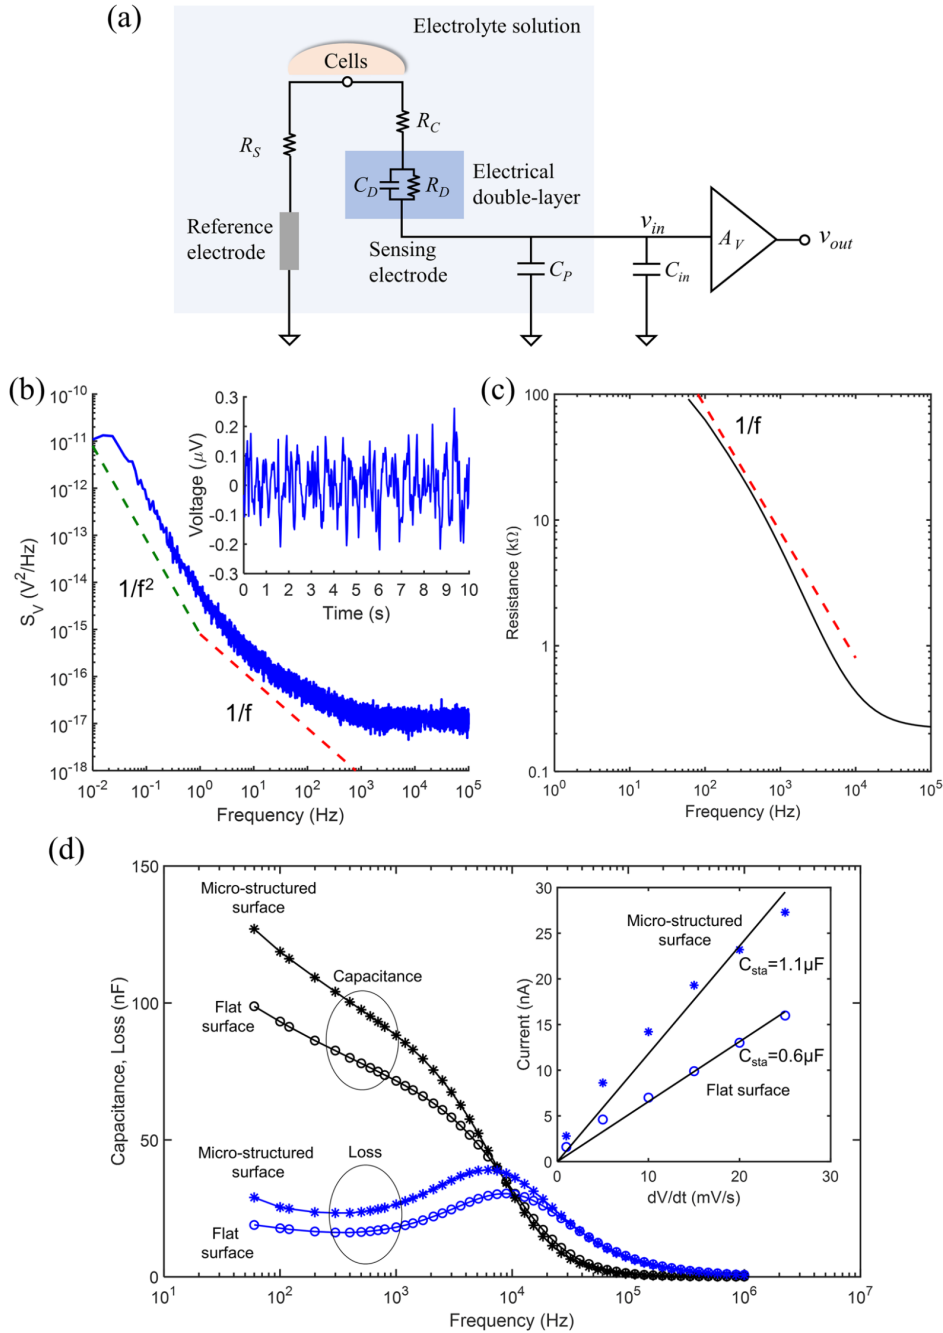 (a)
Electrolyte solution
Cells
R_C
R_S
C_D
R_D
Electrical
double-layer
Reference
electrode
Sensing
electrode
v_in
A_V
v_out
C_P
C_in
(b)
10^-10
10^-11
10^-12
10^-13
10^-14
10^-15
10^-16
10^-17
10^-18
S_V (V^2/Hz)
1/f^2
1/f
10^-2
10^-1
10^0
10^1
10^2
10^3
10^4
10^5
Frequency (Hz)
0.3
0.2
0.1
0
-0.1
-0.2
-0.3
Voltage (μV)
0 1 2 3 4 5 6 7 8 9 10
Time (s)
(c)
100
10
1
0.1
Resistance (kΩ)
1/f
10^0
10^1
10^2
10^3
10^4
10^5
Frequency (Hz)
(d)
150
100
50
0
Capacitance, Loss (nF)
Micro-structured
surface
Capacitance
Flat
surface
Micro-structured
surface
Loss
Flat
surface
10^1
10^2
10^3
10^4
10^5
10^6
10^7
Frequency (Hz)
30
25
20
15
10
5
0
Current (nA)
Micro-structured
surface
C_sta=1.1μF
C_sta=0.6μF
Flat surface
0 10 20 30
dV/dt (mV/s)